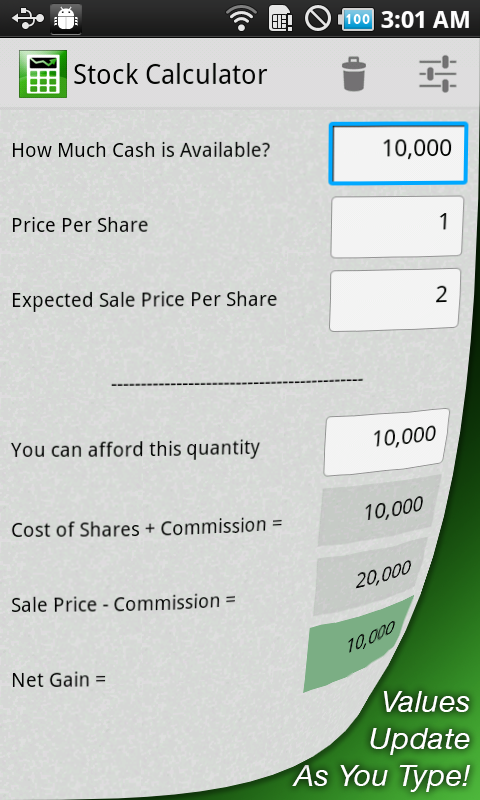 100 3:01 AM
Stock Calculator
How Much Cash is Available? 10,000
Price Per Share 1
Expected Sale Price Per Share 2
-------------------------------------------
You can afford this quantity 10,000
Cost of Shares + Commission = 10,000
Sale Price - Commission = 20,000
Net Gain = 10,000
Values
Update
As You Type!